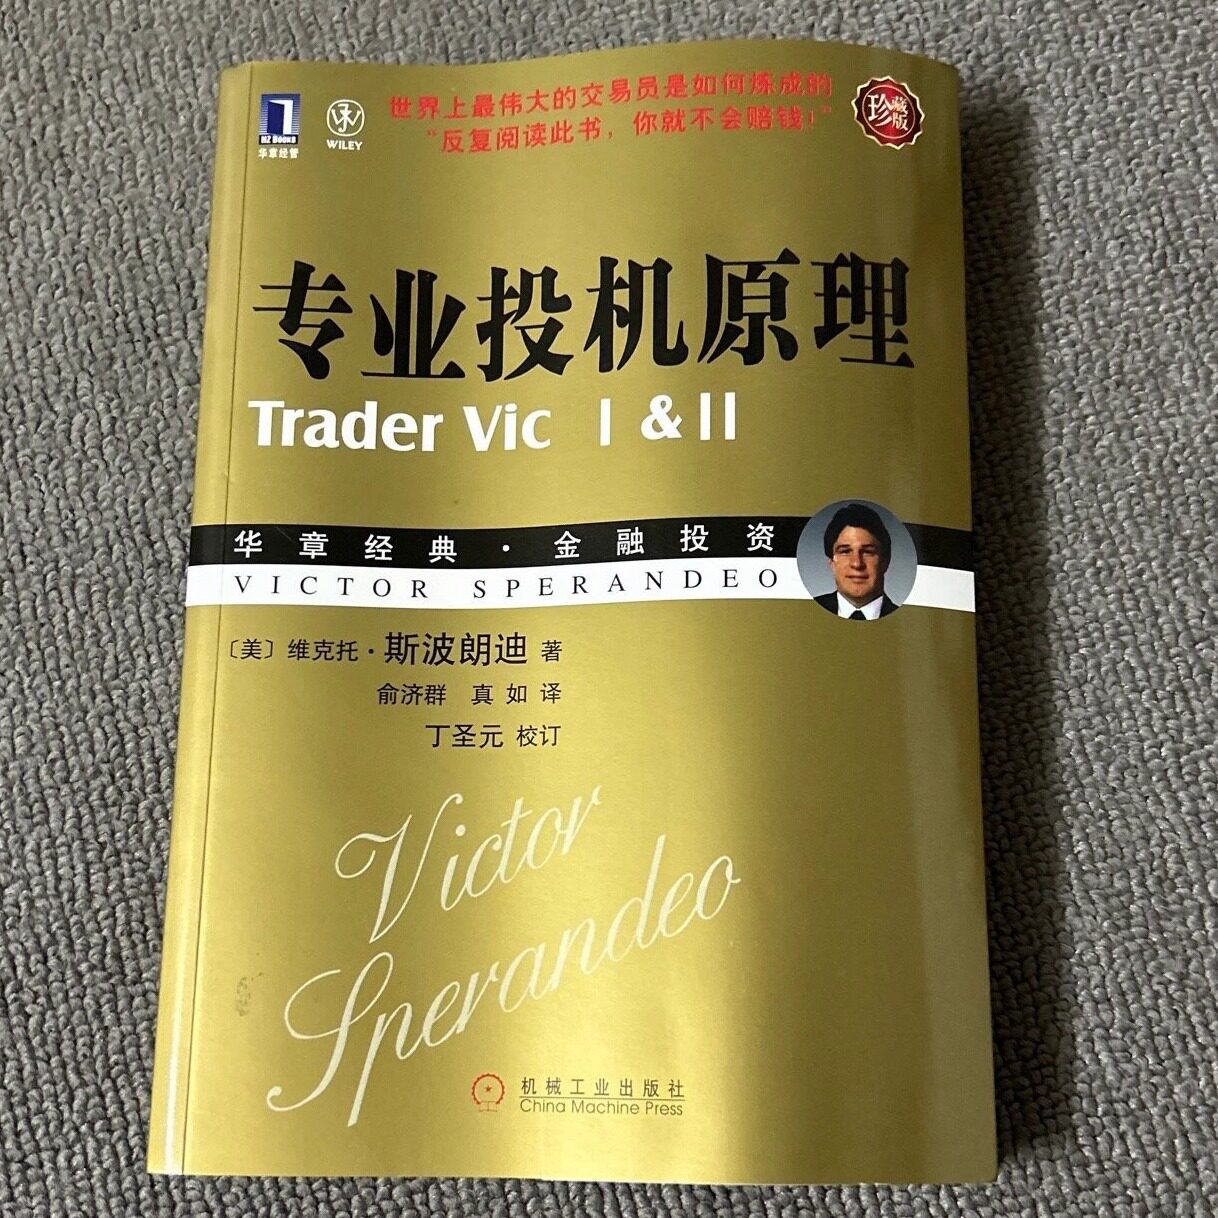 世界上最伟大的交易员是如何炼成的
“反复阅读此书，你就不会赔钱！”
珍藏版
HZ Books
华章经管
WILEY
专业投机原理
Trader Vic I & II
华章经典·金融投资
VICTOR SPERANDEO
〔美〕维克托·斯波朗迪 著
俞济群 真如 译
丁圣元 校订
Victor
Sperandeo
机械工业出版社
China Machine Press